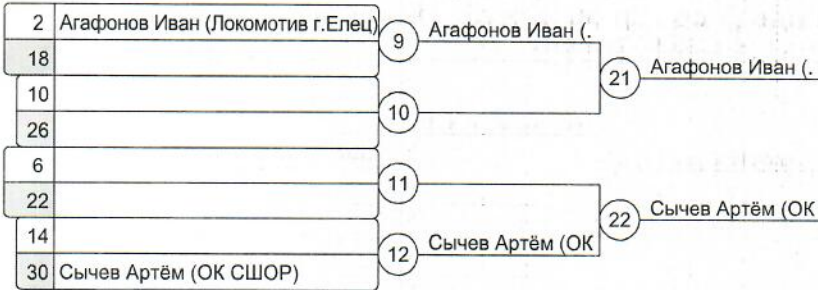 2 Агафонов Иван (Локомотив г.Елец)
9 Агафонов Иван (.
18
21 Агафонов Иван (.
10
10
26
6
11
22
22 Сычев Артём (ОК
14
12 Сычев Артём (ОК
30 Сычев Артём (ОК СШОР)